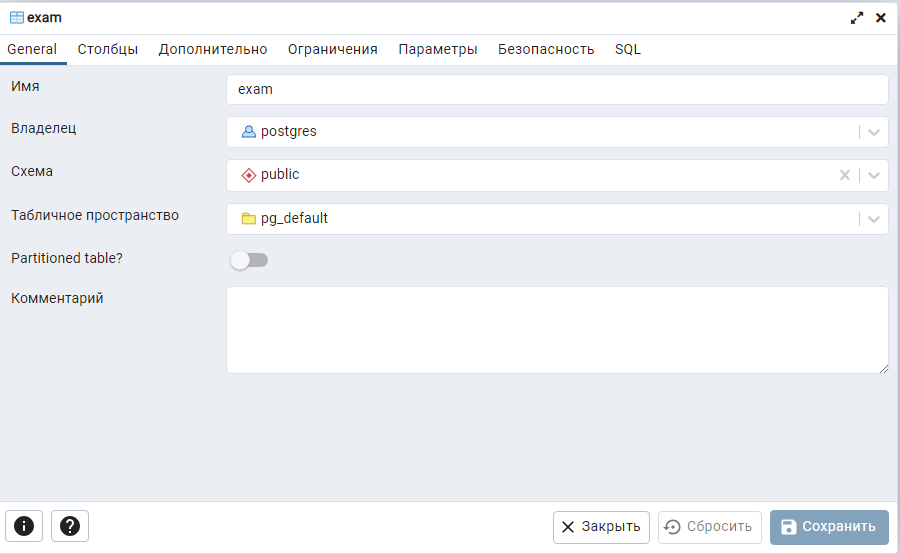 exam
General Столбцы Дополнительно Ограничения Параметры Безопасность SQL
Имя exam
Владелец postgres
Схема public
Табличное пространство pg_default
Partitioned table?
Комментарий
Закрыть Сбросить Сохранить